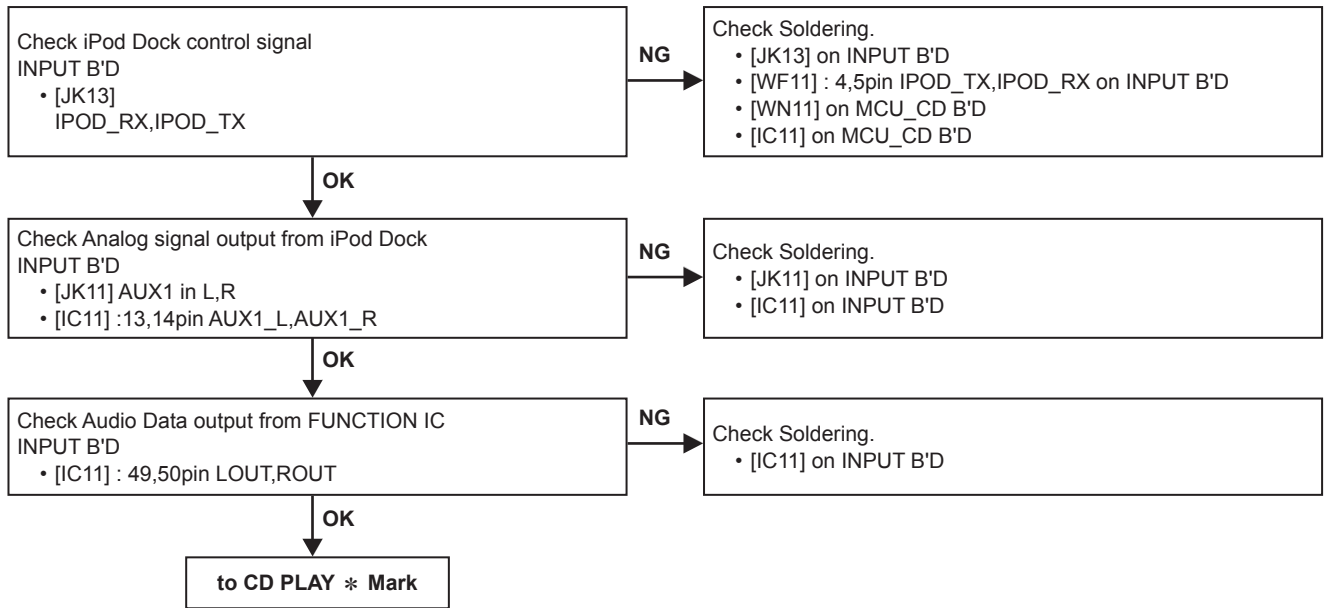 Check iPod Dock control signal
INPUT B'D
• [JK13]
IPOD_RX,IPOD_TX
NG
Check Soldering.
• [JK13] on INPUT B'D
• [WF11] : 4,5pin IPOD_TX,IPOD_RX on INPUT B'D
• [WN11] on MCU_CD B'D
• [IC11] on MCU_CD B'D
OK
Check Analog signal output from iPod Dock
INPUT B'D
• [JK11] AUX1 in L,R
• [IC11] :13,14pin AUX1_L,AUX1_R
NG
Check Soldering.
• [JK11] on INPUT B'D
• [IC11] on INPUT B'D
OK
Check Audio Data output from FUNCTION IC
INPUT B'D
• [IC11] : 49,50pin LOUT,ROUT
NG
Check Soldering.
• [IC11] on INPUT B'D
OK
to CD PLAY ＊ Mark